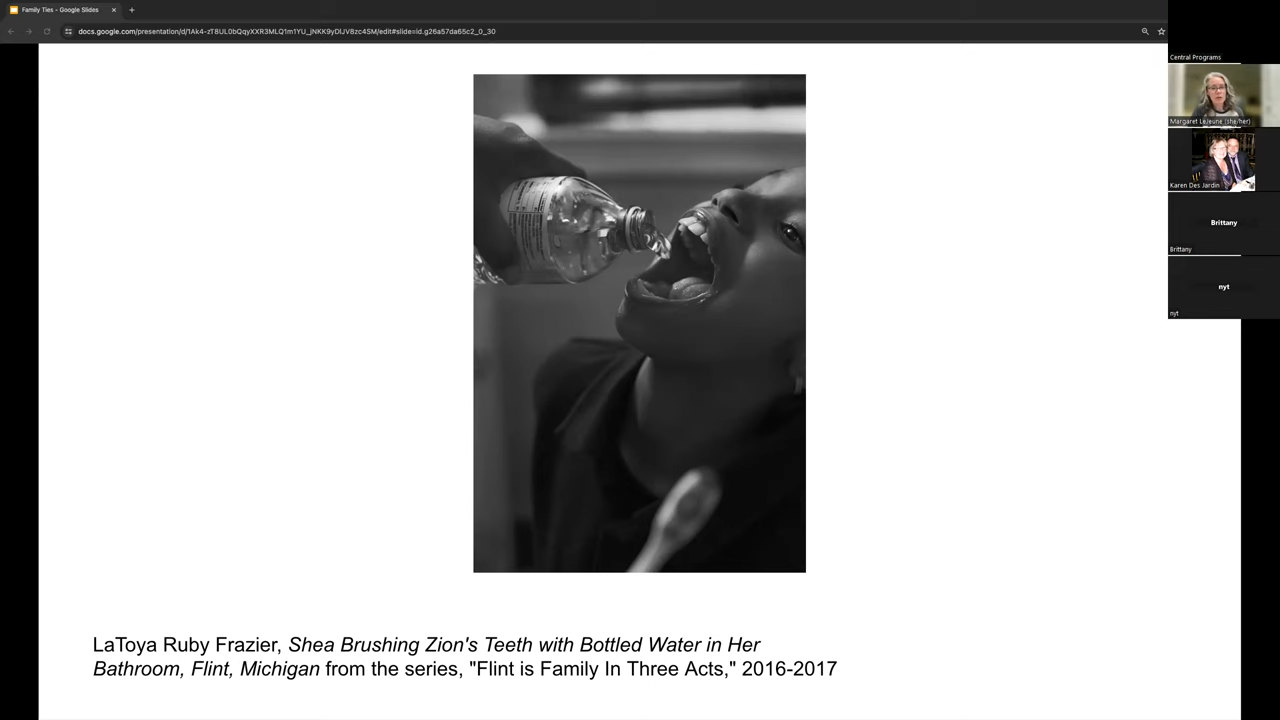 Family Ties - Google Slides
docs.google.com/presentation/d/1Ak4-zT8UL0bQqyXXR3MLQ1m1YU_jNKK9yDIJV8zc4SM/edit#slide=id.g26a57da65c2_0_30
Central Programs
Margaret LeJeune (she/her)
Karen Des Jardin
Brittany
Brittany
nyt
nyt
LaToya Ruby Frazier, Shea Brushing Zion's Teeth with Bottled Water in Her
Bathroom, Flint, Michigan from the series, "Flint is Family In Three Acts," 2016-2017